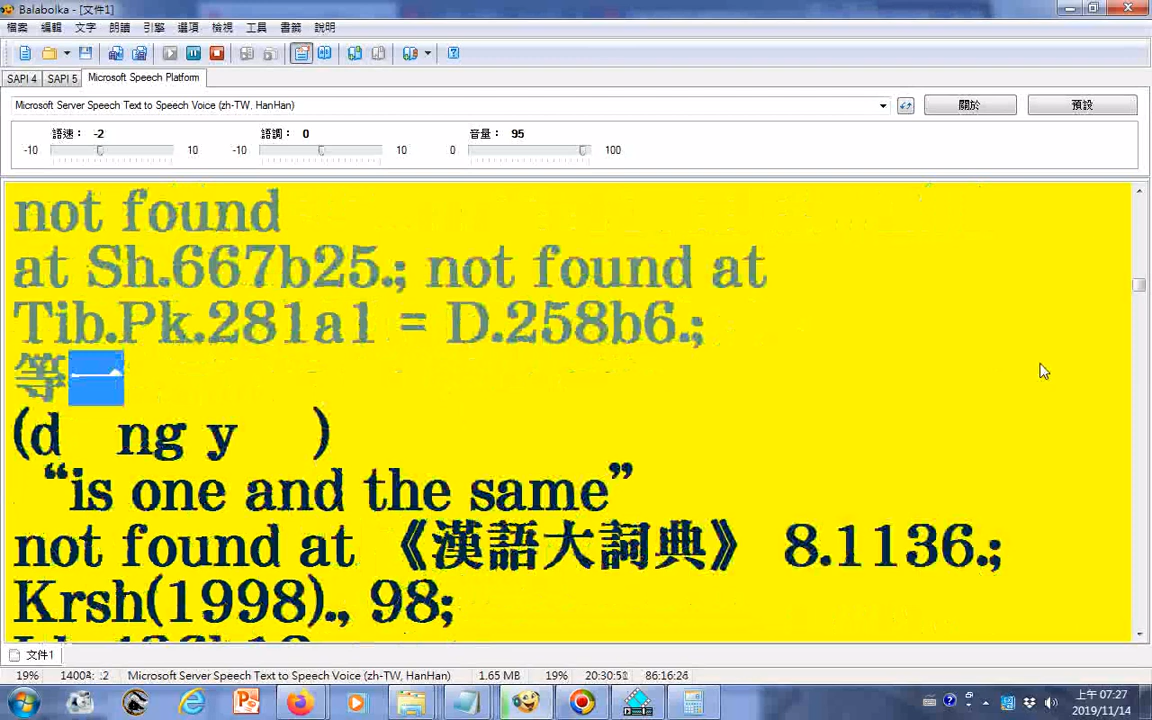 Balabolka - [文件1]
檔案 編輯 文字 朗讀 引擎 選項 檢視 工具 書籤 說明
SAPI 4 SAPI 5 Microsoft Speech Platform
Microsoft Server Speech Text to Speech Voice (zh-TW, HanHan) 關於 預設
語速： -2 語調： 0 音量： 95
-10 10 -10 10 0 100
not found
at Sh.667b25.; not found at
Tib.Pk.281a1 = D.258b6.;
等一
(d ng y )
“is one and the same”
not found at 《漢語大詞典》 8.1136.;
Krsh(1998)., 98;
文件1
19% Microsoft Server Speech Text to Speech Voice (zh-TW, HanHan) 1.65 MB 19% 20:30:51 86:16:28
上午 07:27
2019/11/14